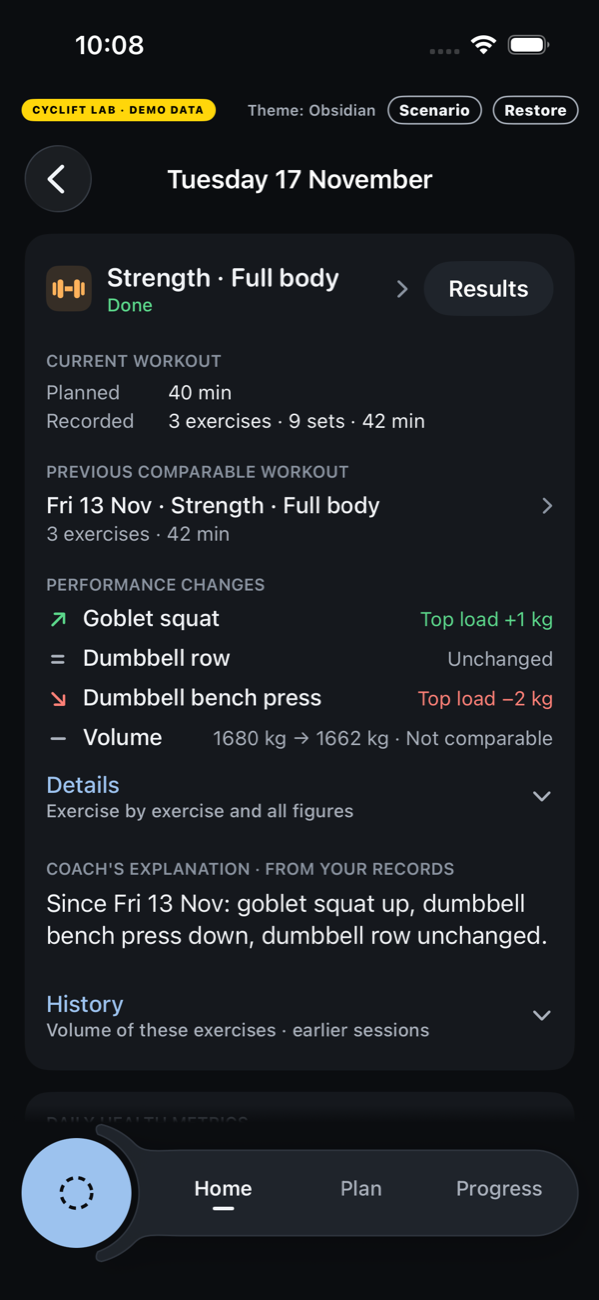 10:08
CYCLIFT LAB · DEMO DATA
Theme: Obsidian
Scenario
Restore
Tuesday 17 November
Strength · Full body
Done
Results
CURRENT WORKOUT
Planned 40 min
Recorded 3 exercises · 9 sets · 42 min
PREVIOUS COMPARABLE WORKOUT
Fri 13 Nov · Strength · Full body
3 exercises · 42 min
PERFORMANCE CHANGES
Goblet squat Top load +1 kg
= Dumbbell row Unchanged
Dumbbell bench press Top load −2 kg
– Volume 1680 kg → 1662 kg · Not comparable
Details
Exercise by exercise and all figures
COACH'S EXPLANATION · FROM YOUR RECORDS
Since Fri 13 Nov: goblet squat up, dumbbell
bench press down, dumbbell row unchanged.
History
Volume of these exercises · earlier sessions
DAILY HEALTH METRICS
Home
Plan
Progress